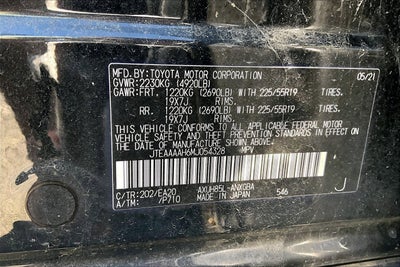 MFD.BY:TOYOTA MOTOR CORPORATION 05/21
GVWR:2230KG (4920LB)
GAWR:FRT. 1220KG (2690LB) WITH 225/55R19
19X7J RIMS.
RR. 1220KG (2690LB) WITH 225/55R19
19X7J RIMS.
THIS VEHICLE CONFORMS TO ALL APPLICABLE FEDERAL MOTOR
VEHICLE SAFETY AND THEFT PREVENTION STANDARDS IN
EFFECT ON THE DATE OF MANUFACTURE SHOWN ABOVE.
JTEAAAAH6MJ054328 MPV
C/TR:202/EA20 AXUH85L-ANXGBA
A/TM: 7P710 MADE IN JAPAN 546 J